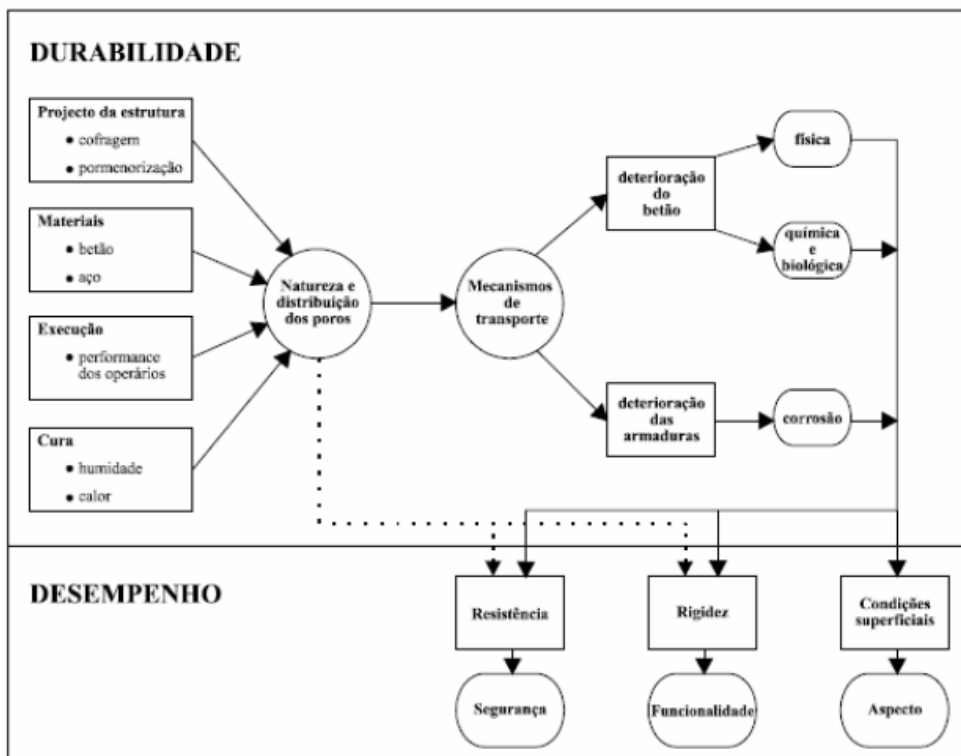 DURABILIDADE
Projecto da estrutura
• cofragem
• pormenorização
Materiais
• betão
• aço
Execução
• performance
dos operários
Cura
• humidade
• calor
Natureza e
distribuição
dos poros
Mecanismos
de
transporte
deterioração
do
betão
física
química e
biológica
deterioração
das
armaduras
corrosão
DESEMPENHO
Resistência
Rigidez
Condições
superficiais
Segurança
Funcionalidade
Aspecto